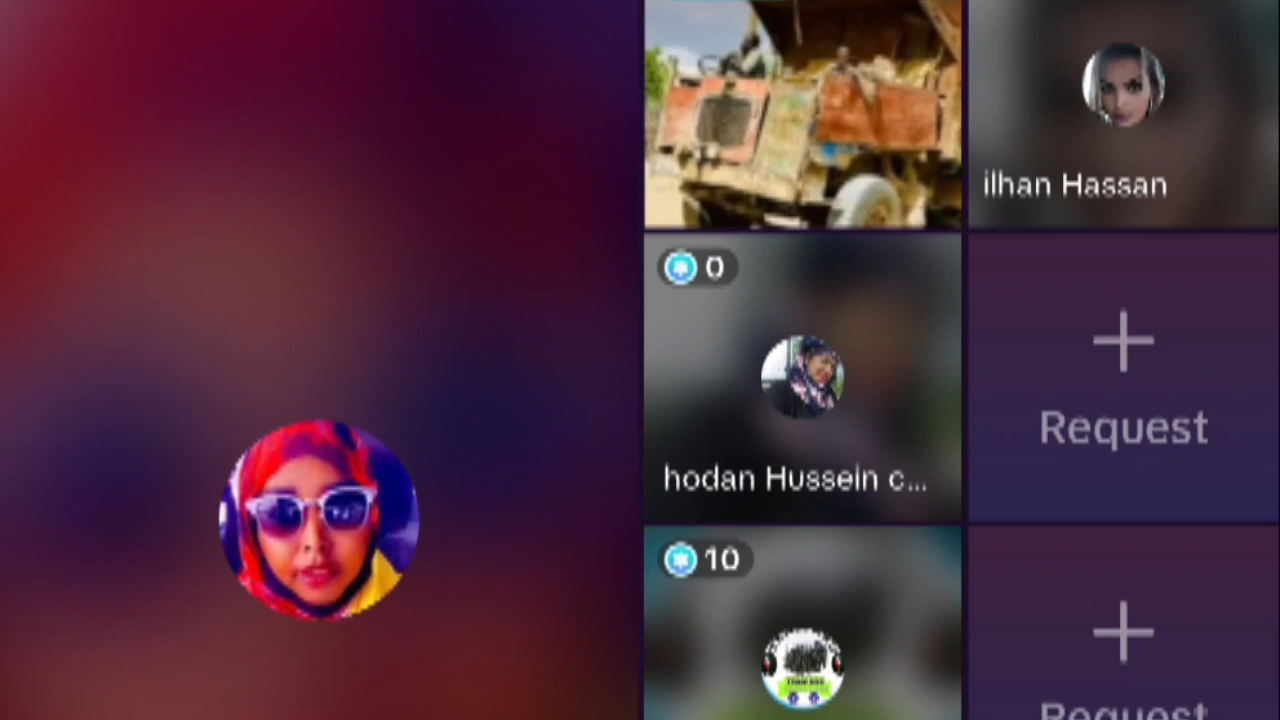 ilhan Hassan
0
hodan Hussein c...
Request
10
Request